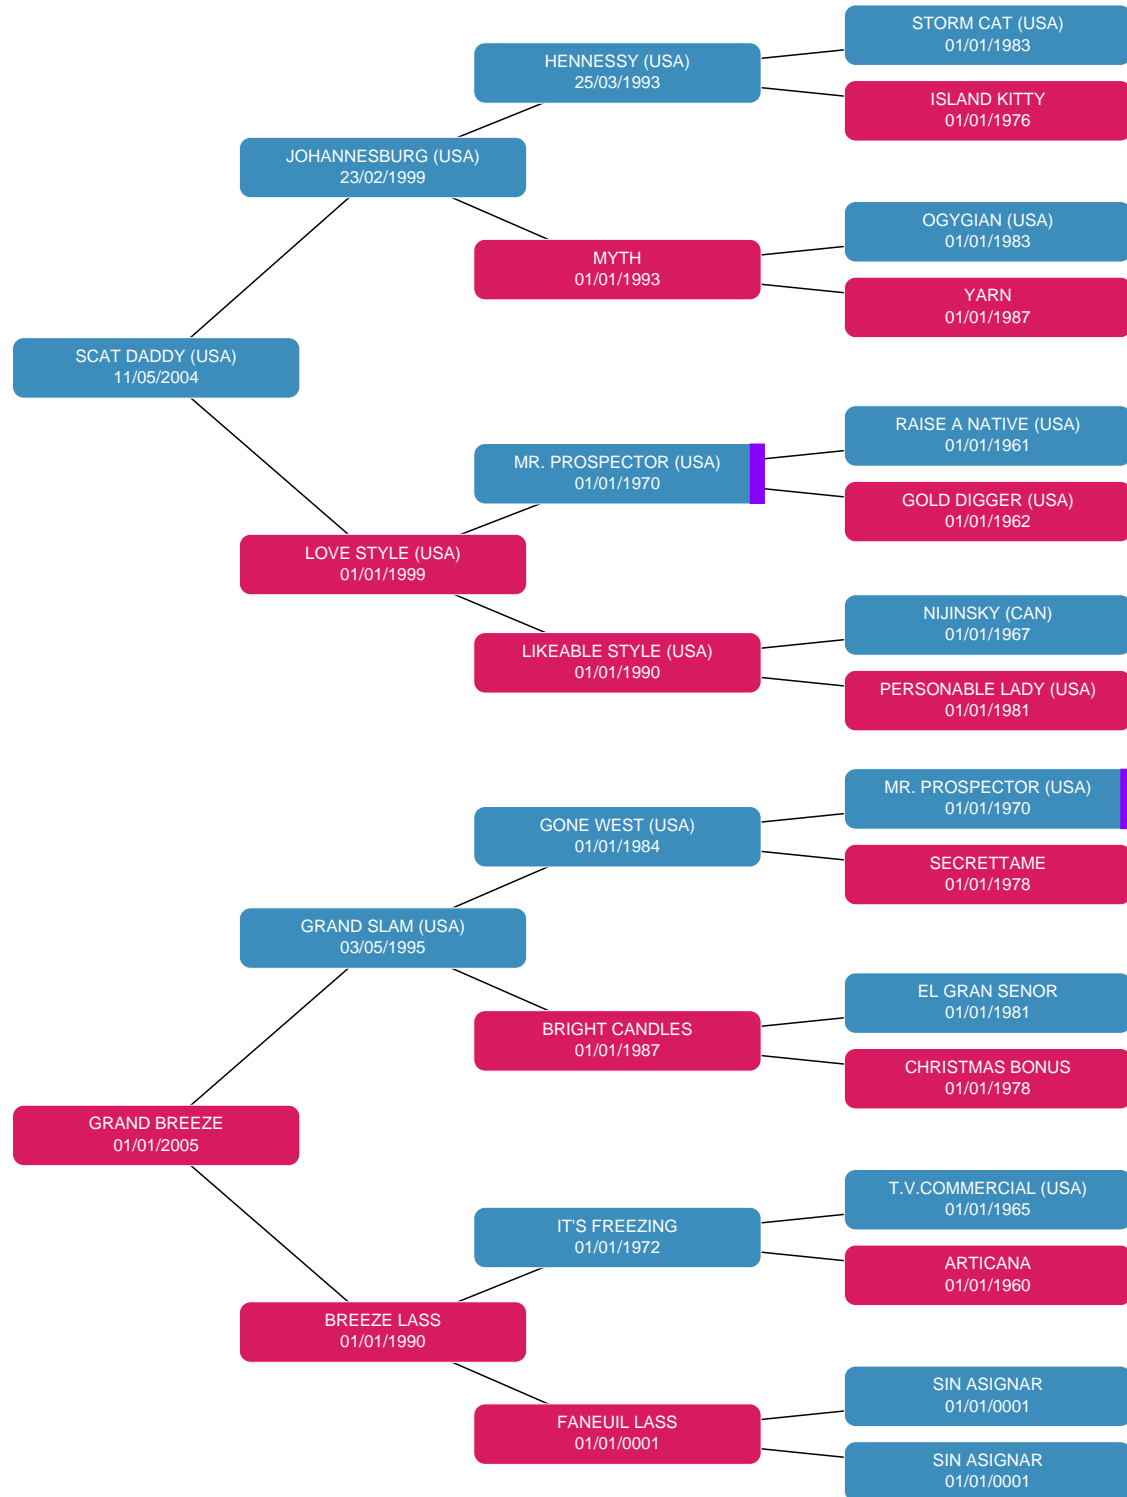 STORM CAT (USA)
01/01/1983
HENNESSY (USA)
25/03/1993
ISLAND KITTY
01/01/1976
JOHANNESBURG (USA)
23/02/1999
OGYGIAN (USA)
01/01/1983
MYTH
01/01/1993
YARN
01/01/1987
SCAT DADDY (USA)
11/05/2004
RAISE A NATIVE (USA)
01/01/1961
MR. PROSPECTOR (USA)
01/01/1970
GOLD DIGGER (USA)
01/01/1962
LOVE STYLE (USA)
01/01/1999
NIJINSKY (CAN)
01/01/1967
LIKEABLE STYLE (USA)
01/01/1990
PERSONABLE LADY (USA)
01/01/1981
MR. PROSPECTOR (USA)
01/01/1970
GONE WEST (USA)
01/01/1984
SECRETTAME
01/01/1978
GRAND SLAM (USA)
03/05/1995
EL GRAN SENOR
01/01/1981
BRIGHT CANDLES
01/01/1987
CHRISTMAS BONUS
01/01/1978
GRAND BREEZE
01/01/2005
T.V.COMMERCIAL (USA)
01/01/1965
IT'S FREEZING
01/01/1972
ARTICANA
01/01/1960
BREEZE LASS
01/01/1990
SIN ASIGNAR
01/01/0001
FANEUIL LASS
01/01/0001
SIN ASIGNAR
01/01/0001